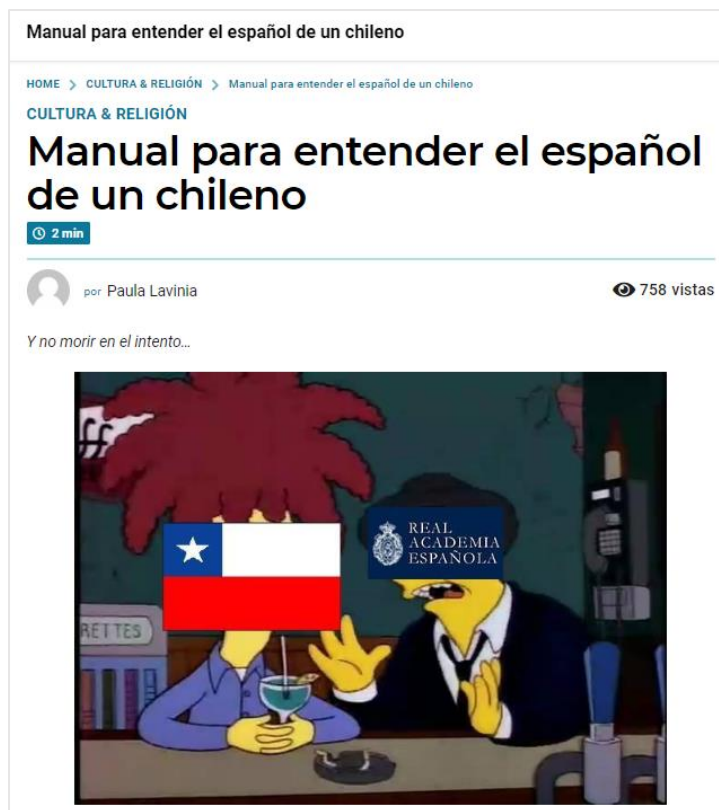 Manual para entender el español de un chileno
HOME > CULTURA & RELIGIÓN > Manual para entender el español de un chileno
CULTURA & RELIGIÓN
Manual para entender el español
de un chileno
2 min
por Paula Lavinia
758 vistas
Y no morir en el intento...
ff
REAL
ACADEMIA
ESPAÑOLA
RETTES